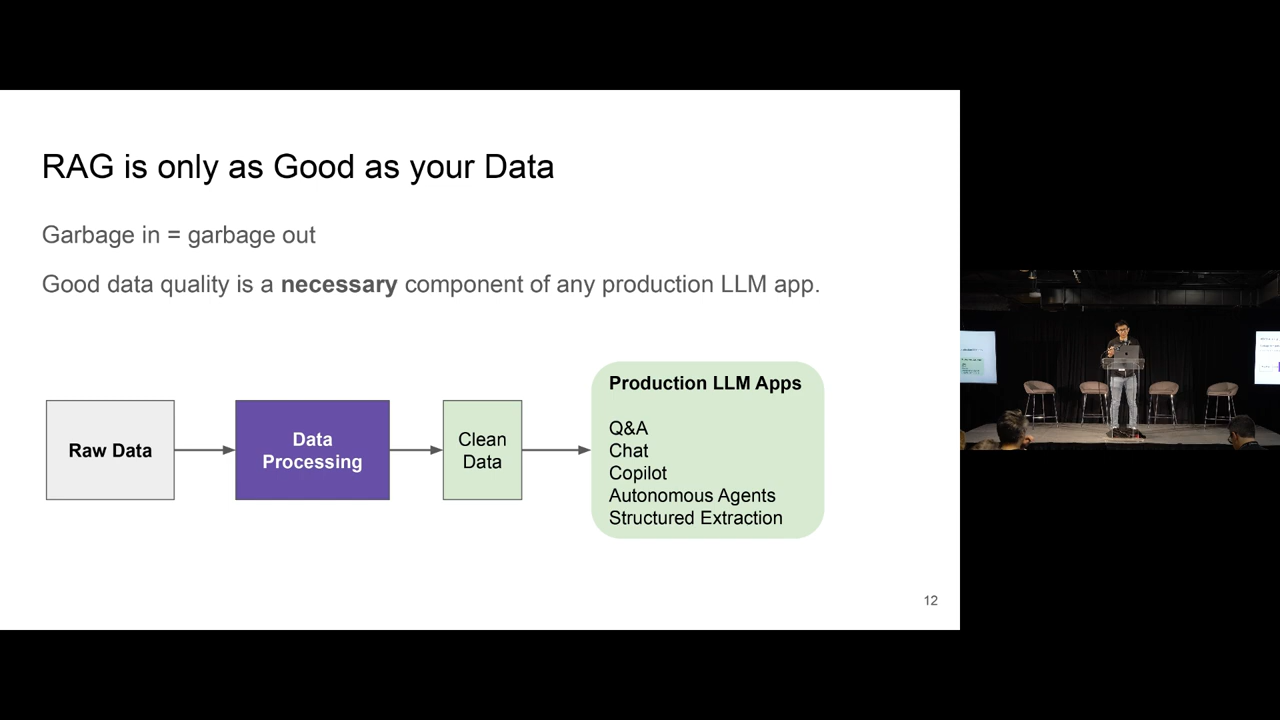 RAG is only as Good as your Data
Garbage in = garbage out
Good data quality is a necessary component of any production LLM app.
Raw Data
Data
Processing
Clean
Data
Production LLM Apps
Q&A
Chat
Copilot
Autonomous Agents
Structured Extraction
12